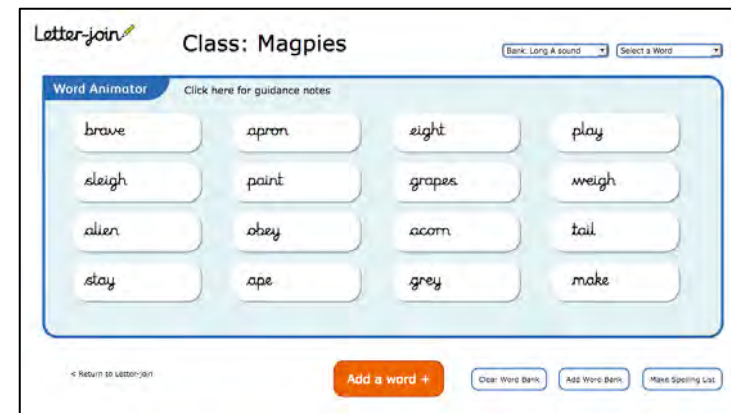 Letter-join
Class: Magpies
Bank: Long A sound
Select a Word
Word Animator
Click here for guidance notes
brave apron eight play
sleigh paint grapes weigh
alien obey acorn tail
stay ape grey make
< Return to Letter-join
Add a word +
Clear Word Bank
Add Word Bank
Make Spelling List